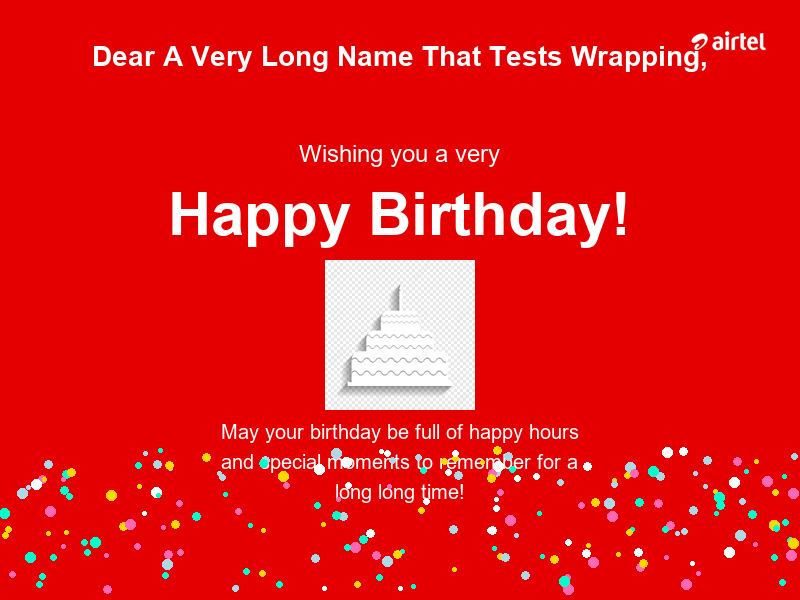 airtel
Dear A Very Long Name That Tests Wrapping,
Wishing you a very
Happy Birthday!
May your birthday be full of happy hours
and special moments to remember for a
long long time!